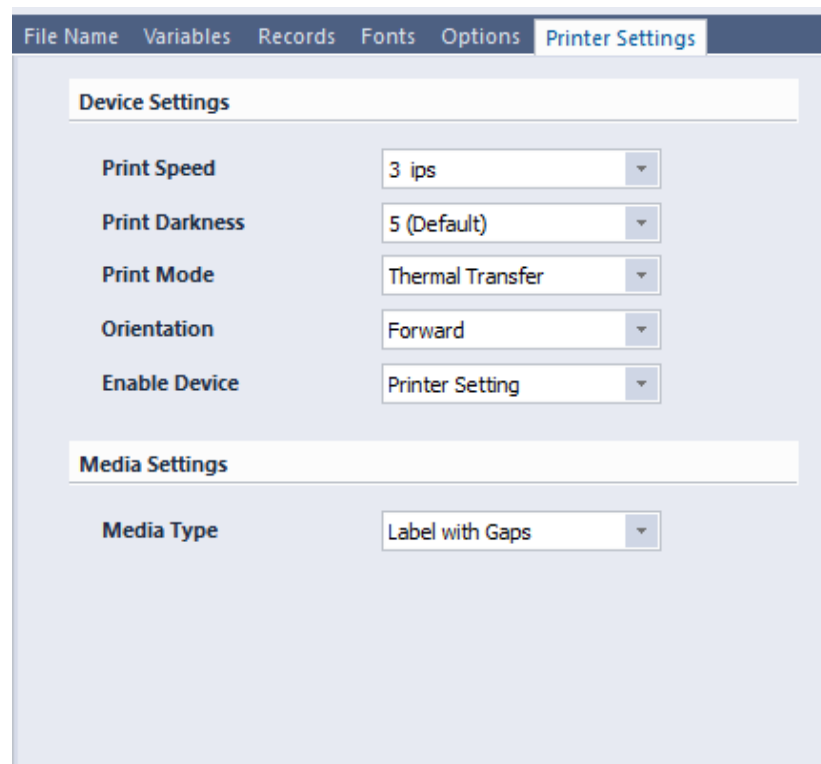 File Name Variables Records Fonts Options Printer Settings
Device Settings
Print Speed 3 ips
Print Darkness 5 (Default)
Print Mode Thermal Transfer
Orientation Forward
Enable Device Printer Setting
Media Settings
Media Type Label with Gaps